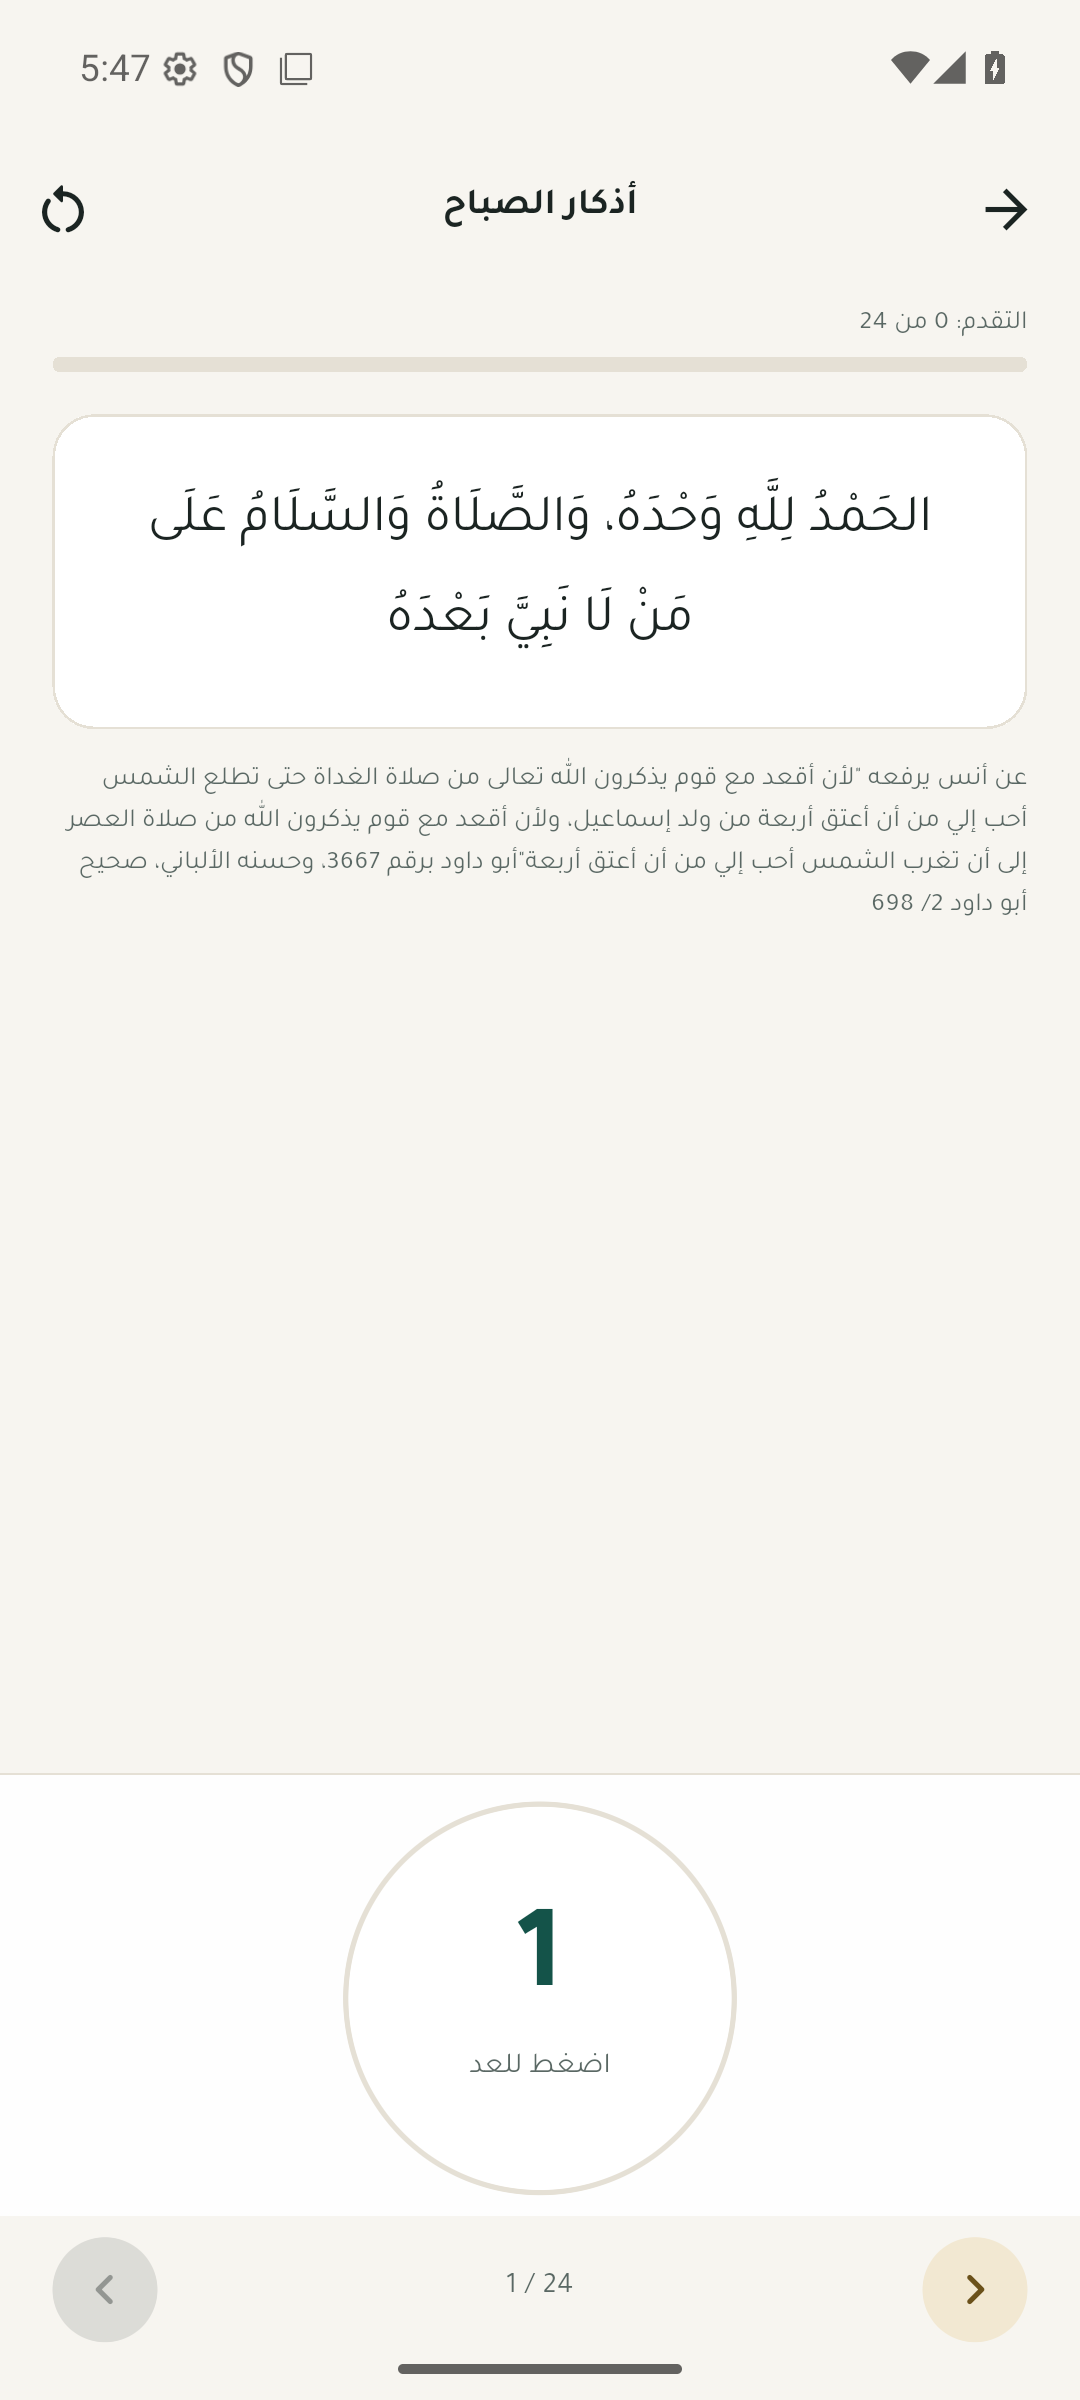 5:47
أذكار الصباح
التقدم: 0 من 24
الحَمْدُ لِلَّهِ وَحْدَهُ، وَالصَّلَاةُ وَالسَّلَامُ عَلَى
مَنْ لَا نَبِيَّ بَعْدَهُ
عن أنس يرفعه "لأن أقعد مع قوم يذكرون الله تعالى من صلاة الغداة حتى تطلع الشمس
أحب إلي من أن أعتق أربعة من ولد إسماعيل، ولأن أقعد مع قوم يذكرون الله من صلاة العصر
إلى أن تغرب الشمس أحب إلي من أن أعتق أربعة"أبو داود برقم 3667، وحسنه الألباني، صحيح
أبو داود 2/ 698
1
اضغط للعد
1 / 24